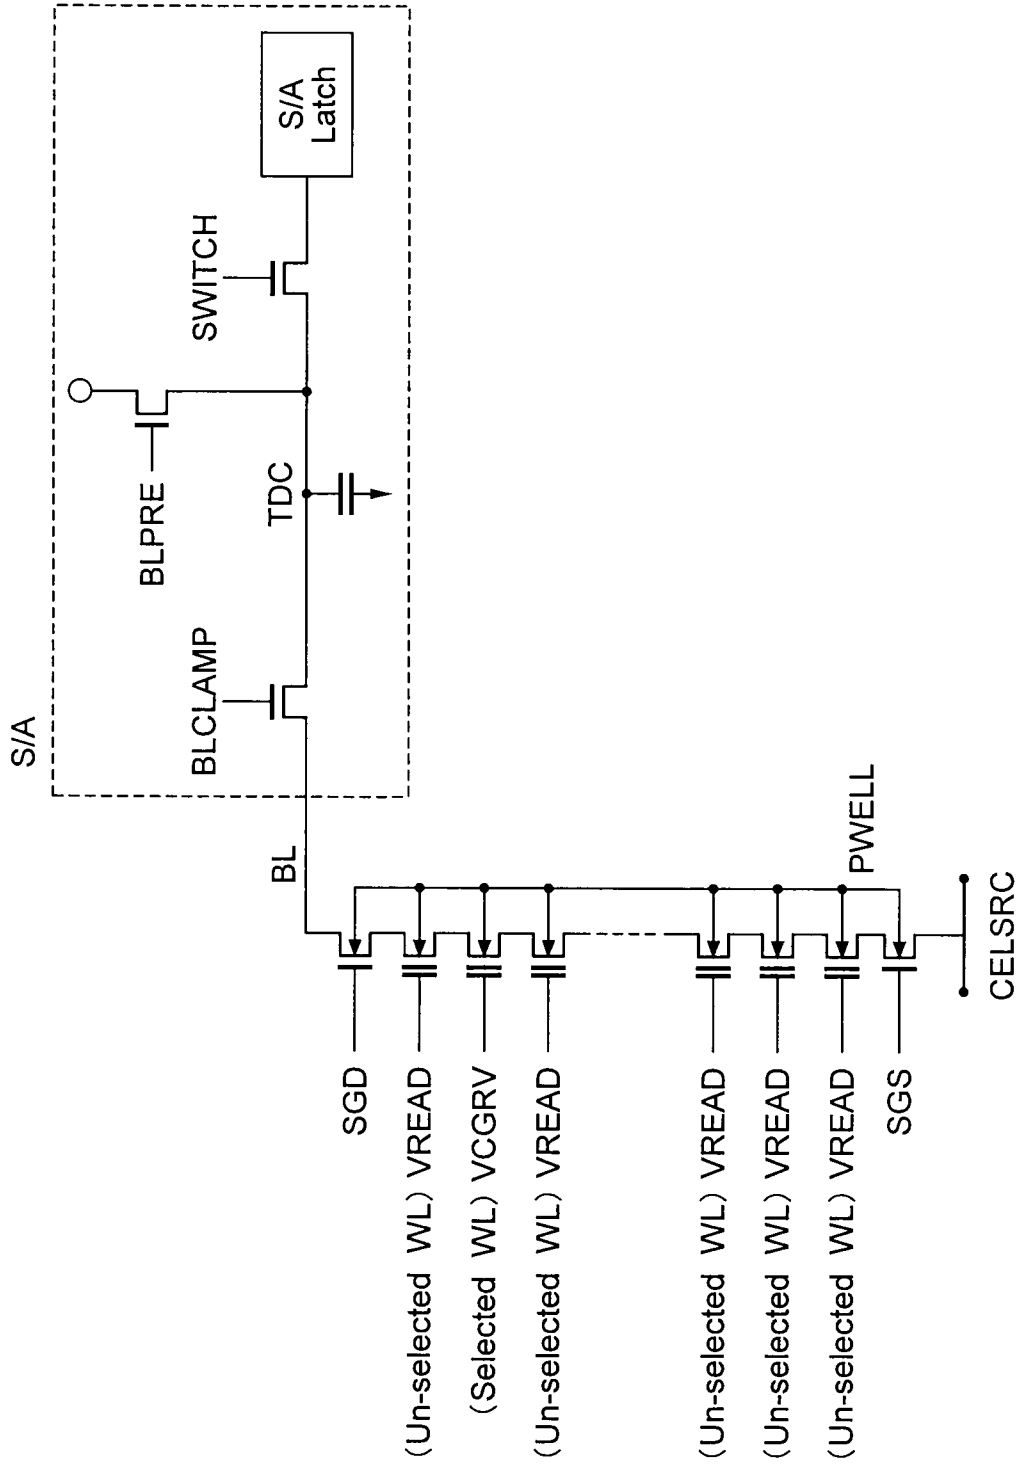 S/A
S/A
Latch
SWITCH
BLPRE
TDC
BLCLAMP
BL
PWELL
CELSRC
SGD
(Un-selected WL) VREAD
(Selected WL) VCGRV
(Un-selected WL) VREAD
(Un-selected WL) VREAD
(Un-selected WL) VREAD
(Un-selected WL) VREAD
SGS